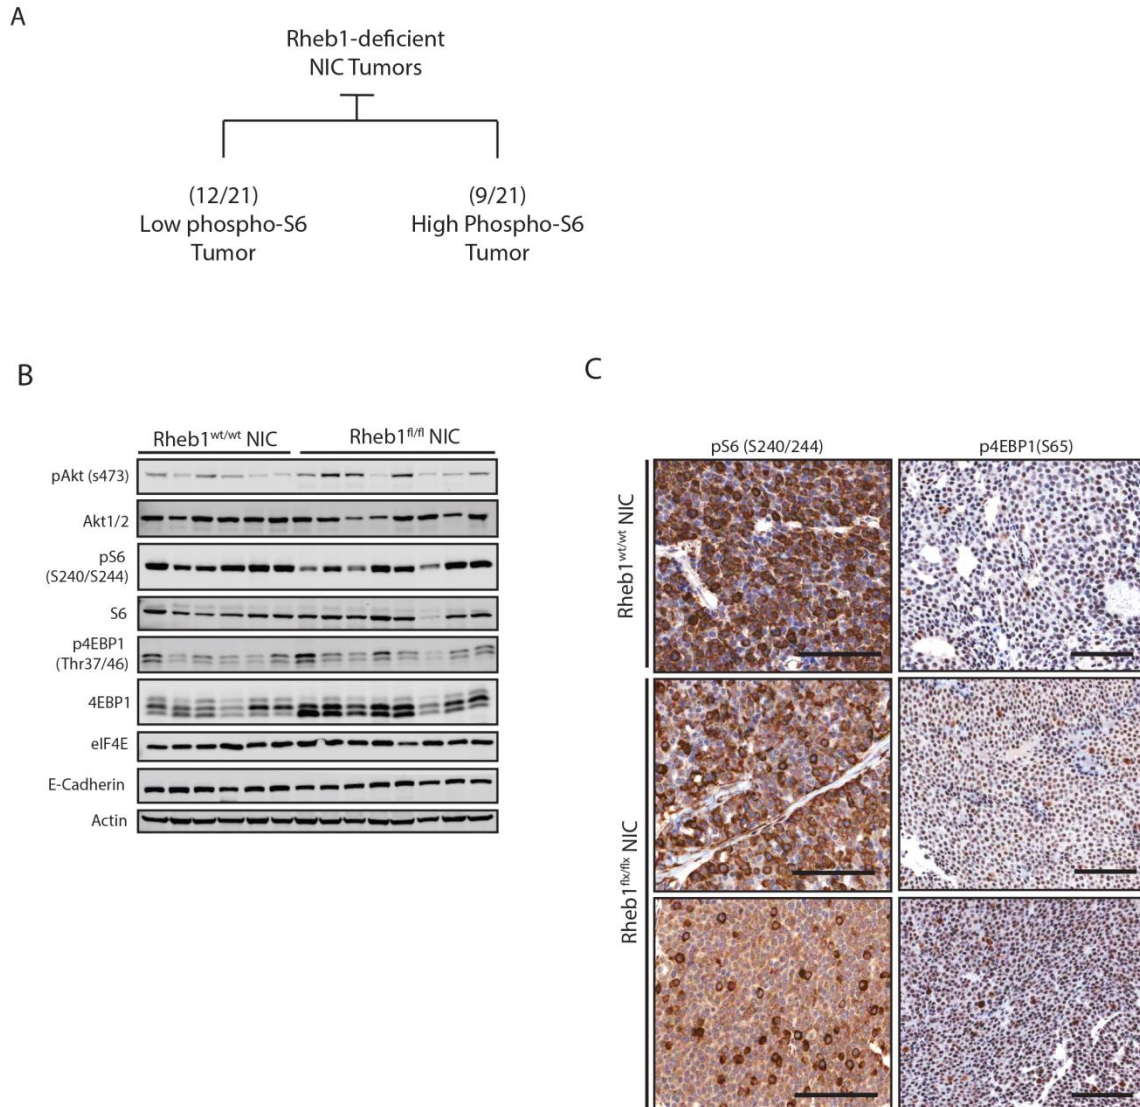 A
Rheb1-deficient
NIC Tumors
(12/21)
Low phospho-S6
Tumor
(9/21)
High Phospho-S6
Tumor
B
Rheb1wt/wt NIC
Rheb1fl/fl NIC
pAkt (s473)
Akt1/2
pS6
(S240/S244)
S6
p4EBP1
(Thr37/46)
4EBP1
eIF4E
E-Cadherin
Actin
C
pS6 (S240/244)
p4EBP1(S65)
Rheb1wt/wt NIC
Rheb1flx/flx NIC